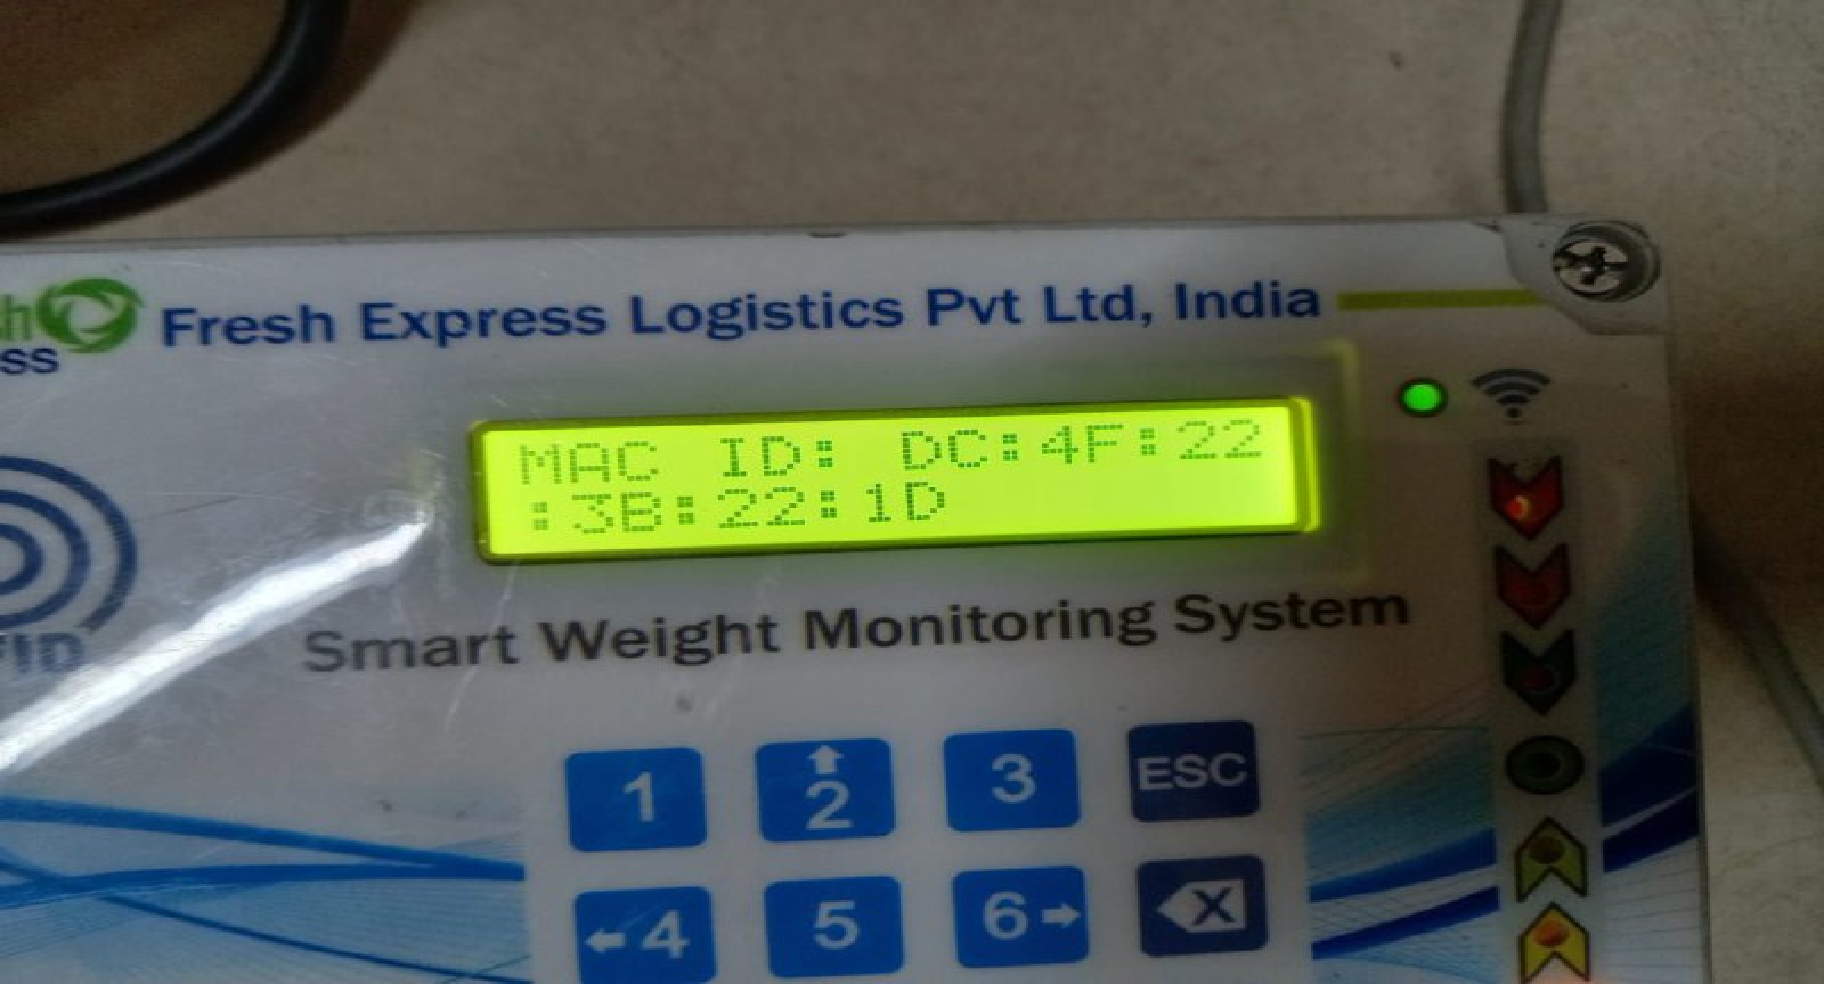 Fresh Express Logistics Pvt Ltd, India
MAC ID: DC:4F:22
:3B:22:1D
Smart Weight Monitoring System
1 2 3 ESC
4 5 6 X